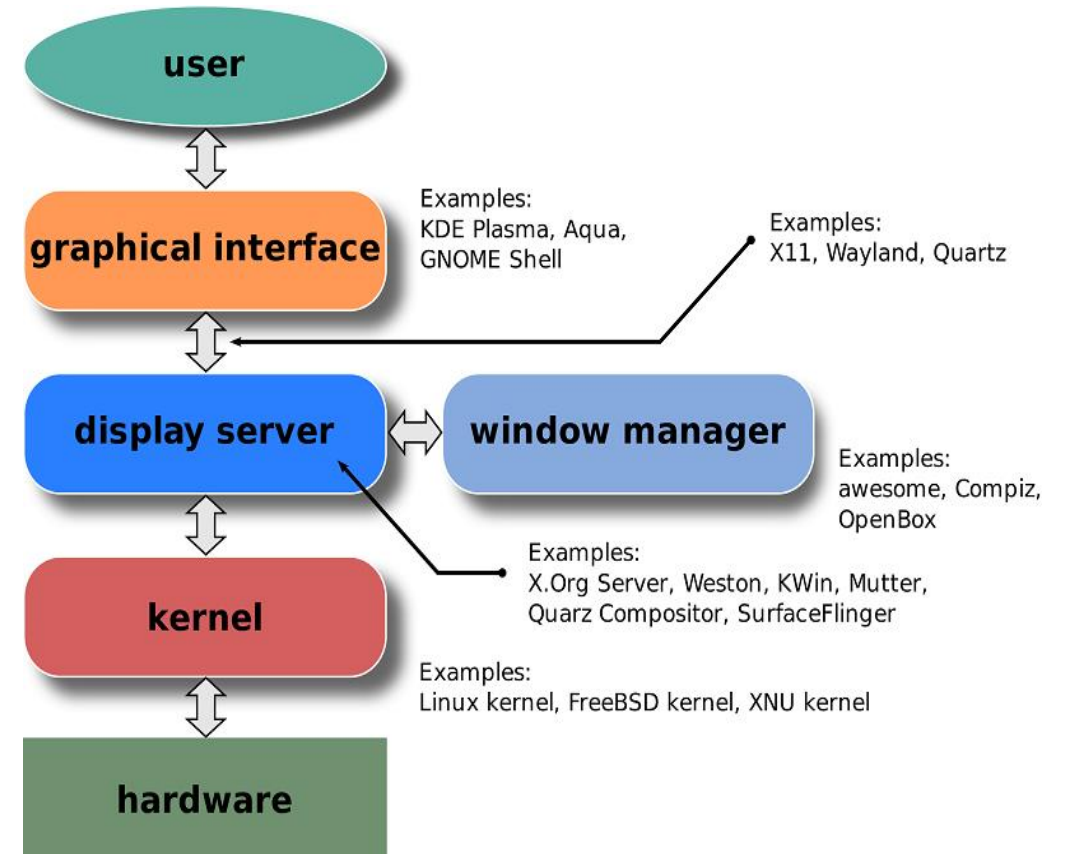 user
graphical interface
Examples:
KDE Plasma, Aqua,
GNOME Shell
Examples:
X11, Wayland, Quartz
display server
window manager
Examples:
awesome, Compiz,
OpenBox
Examples:
X.Org Server, Weston, KWin, Mutter,
Quarz Compositor, SurfaceFlinger
kernel
Examples:
Linux kernel, FreeBSD kernel, XNU kernel
hardware